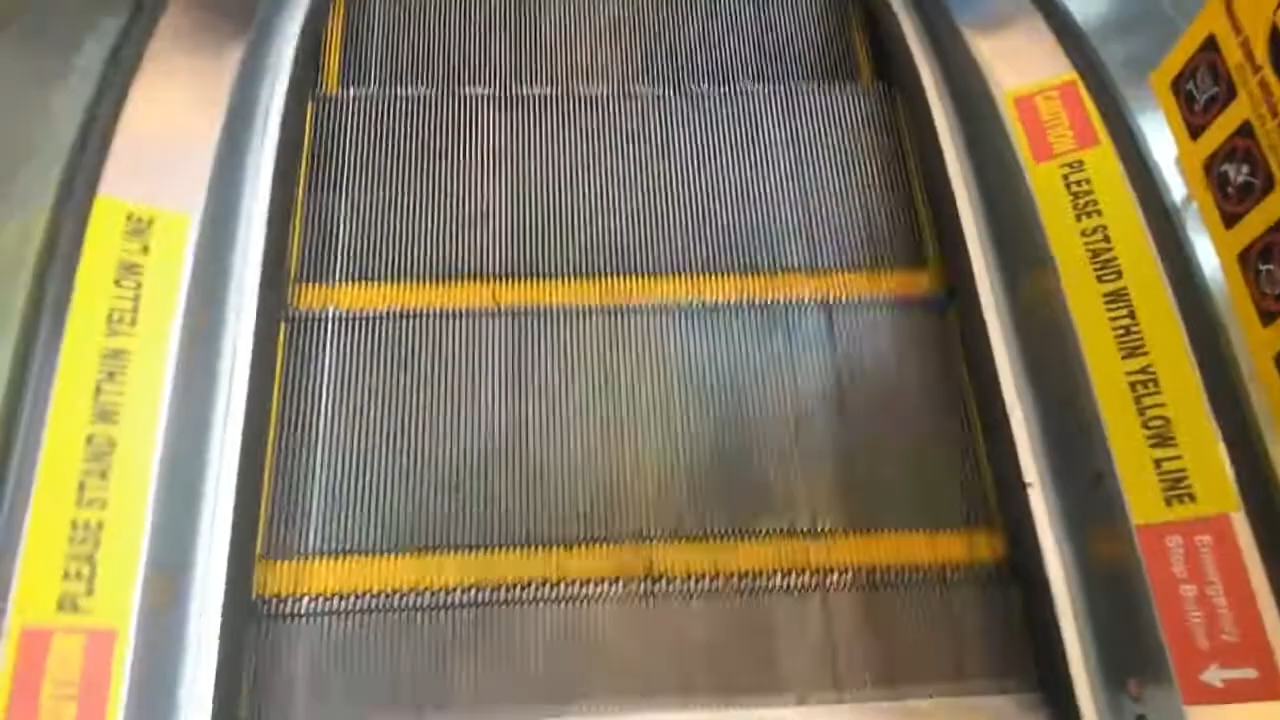 PLEASE STAND WITHIN YELLOW LINE
CAUTION
PLEASE STAND WITHIN YELLOW LINE
Emergency
Stop Button